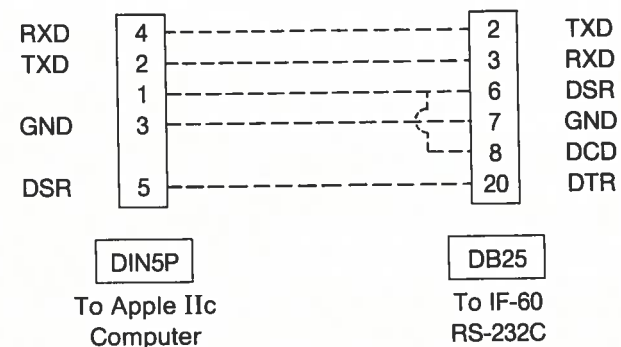 RXD 4 2 TXD
TXD 2 3 RXD
1 6 DSR
GND 3 7 GND
8 DCD
DSR 5 20 DTR
DIN5P DB25
To Apple IIc To IF-60
Computer RS-232C